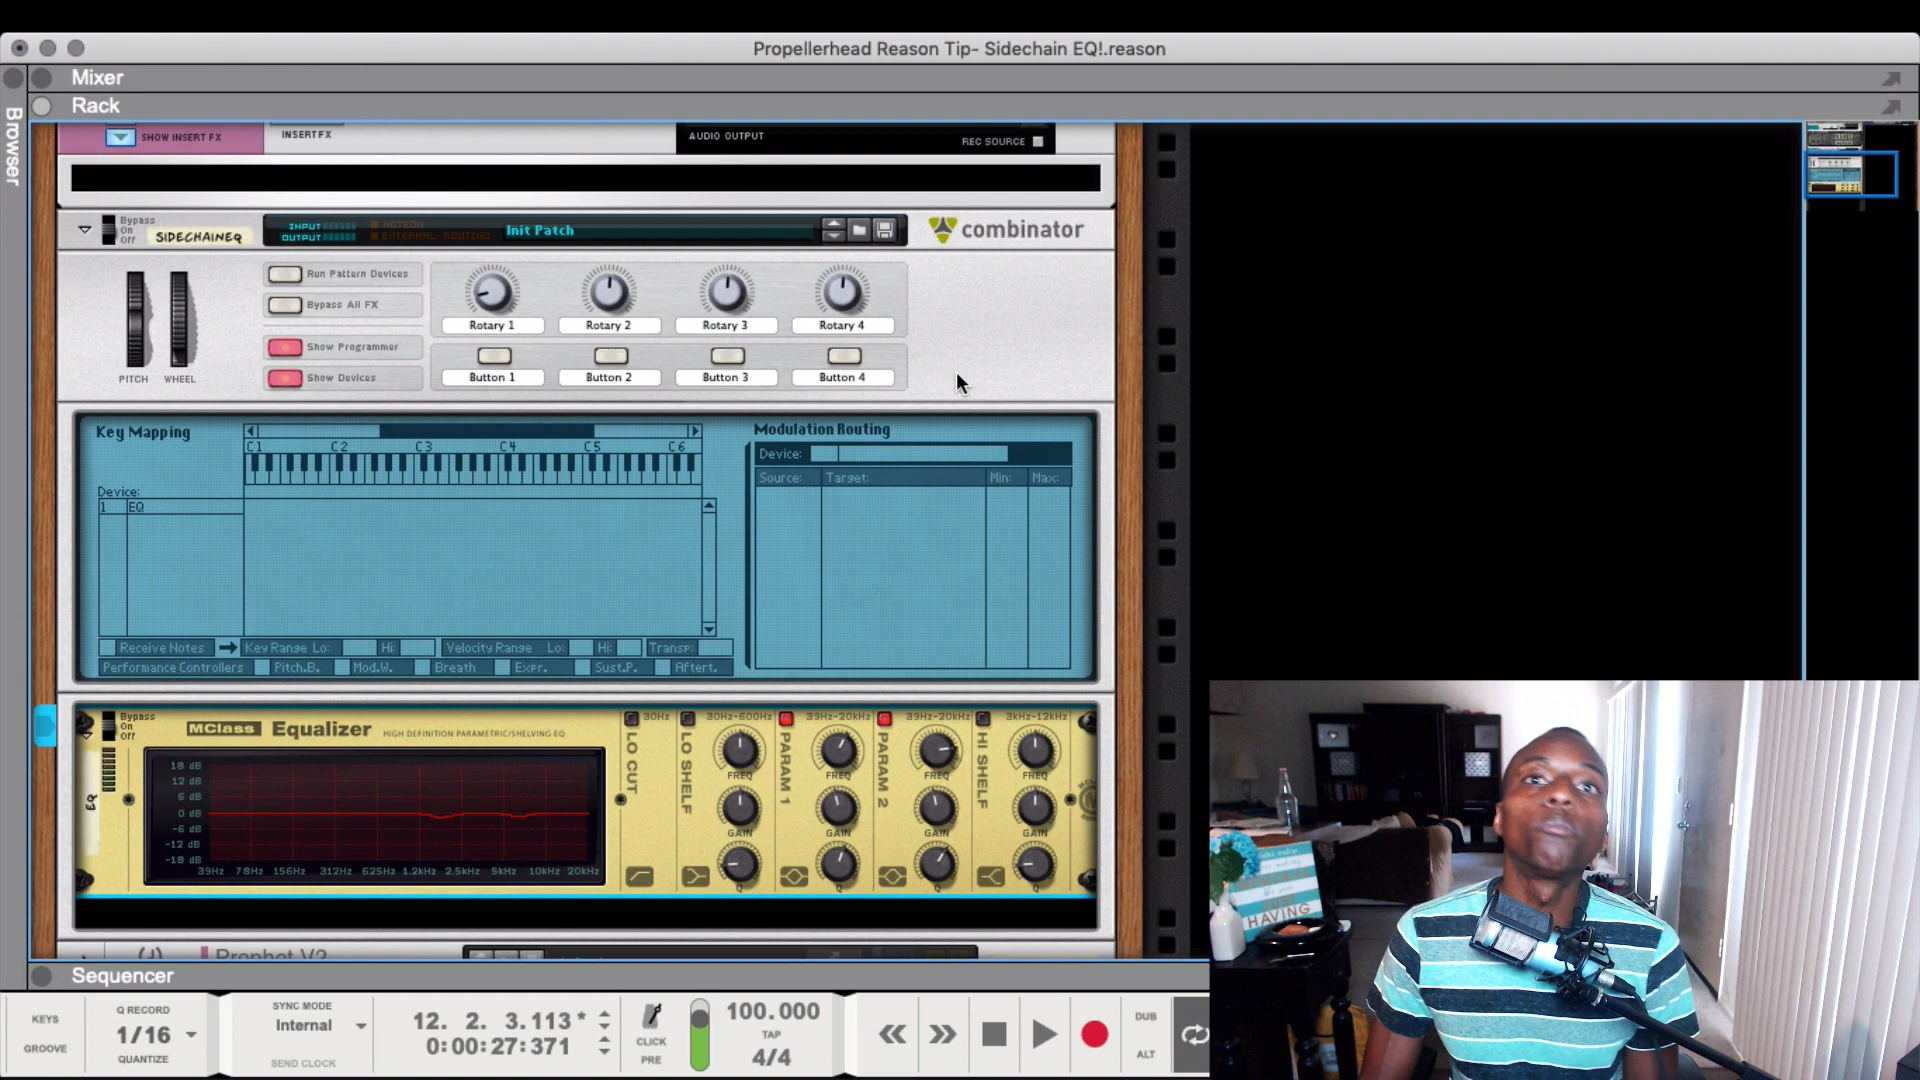 Propellerhead Reason Tip- Sidechain EQ!.reason
Mixer
Rack
Browser
SHOW INSERT FX
INSERT FX
AUDIO OUTPUT
REC SOURCE
Bypass
On
Off
SIDECHAINEQ
INPUT
OUTPUT
EXTERNAL ROUTING
Init Patch
combinator
PITCH WHEEL
Run Pattern Devices
Bypass All FX
Show Programmer
Show Devices
Rotary 1 Rotary 2 Rotary 3 Rotary 4
Button 1 Button 2 Button 3 Button 4
Key Mapping
C1 C2 C3 C4 C5 C6
Device:
1 EQ
Receive Notes Key Range Lo: Hi: Velocity Range Lo: Hi: Transp:
Performance Controllers Pitch.B. Mod.W. Breath Expr. Sust.P. Aftert.
Modulation Routing
Device:
Source: Target: Min: Max:
Bypass
On
Off
EQ
MClass Equalizer HIGH DEFINITION PARAMETRIC/SHELVING EQ
18 dB
12 dB
6 dB
0 dB
-6 dB
-12 dB
-18 dB
39Hz 78Hz 156Hz 312Hz 625Hz 1.2kHz 2.5kHz 5kHz 10kHz 20kHz
30Hz 30Hz-600Hz 39Hz-20kHz 39Hz-20kHz 3kHz-12kHz
LO CUT
LO SHELF
PARAM 1
PARAM 2
HI SHELF
FREQ FREQ FREQ FREQ
GAIN GAIN GAIN GAIN
Q Q Q Q
Prophet V2
Sequencer
KEYS
GROOVE
Q RECORD
1/16
QUANTIZE
SYNC MODE
Internal
SEND CLOCK
12. 2. 3.113 *
0:00:27:371
CLICK
PRE
100.000
TAP
4/4
DUB
ALT
JUST
HAVING